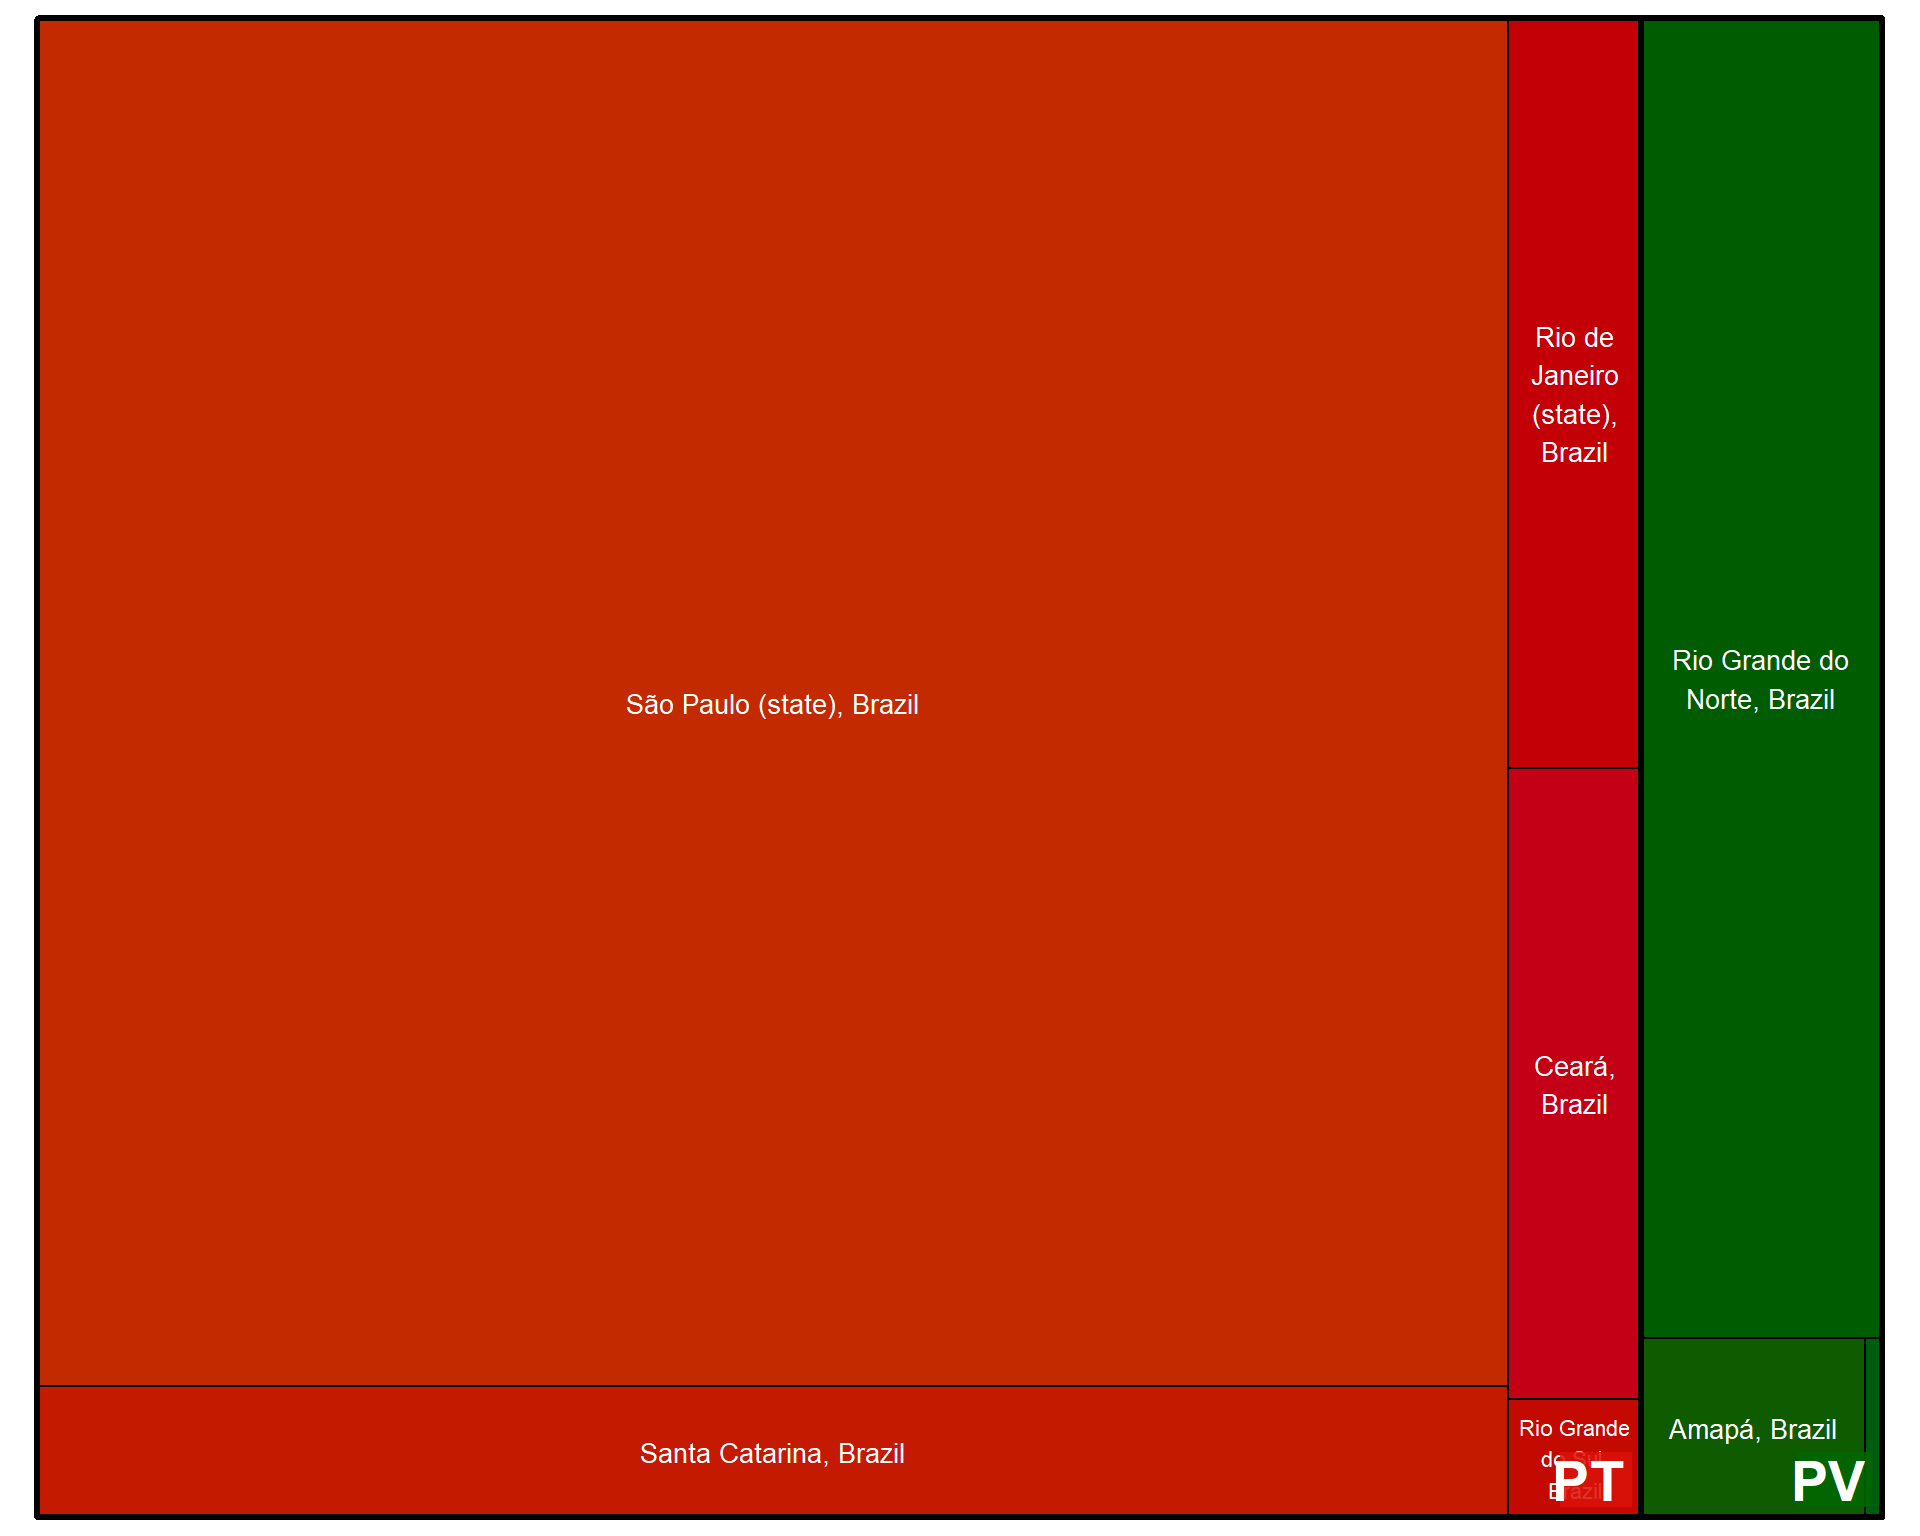 São Paulo (state), Brazil
Santa Catarina, Brazil
Rio de
Janeiro
(state),
Brazil
Ceará,
Brazil
Rio Grande
do Sul,
Brazil
PT
Rio Grande do
Norte, Brazil
Amapá, Brazil
PV